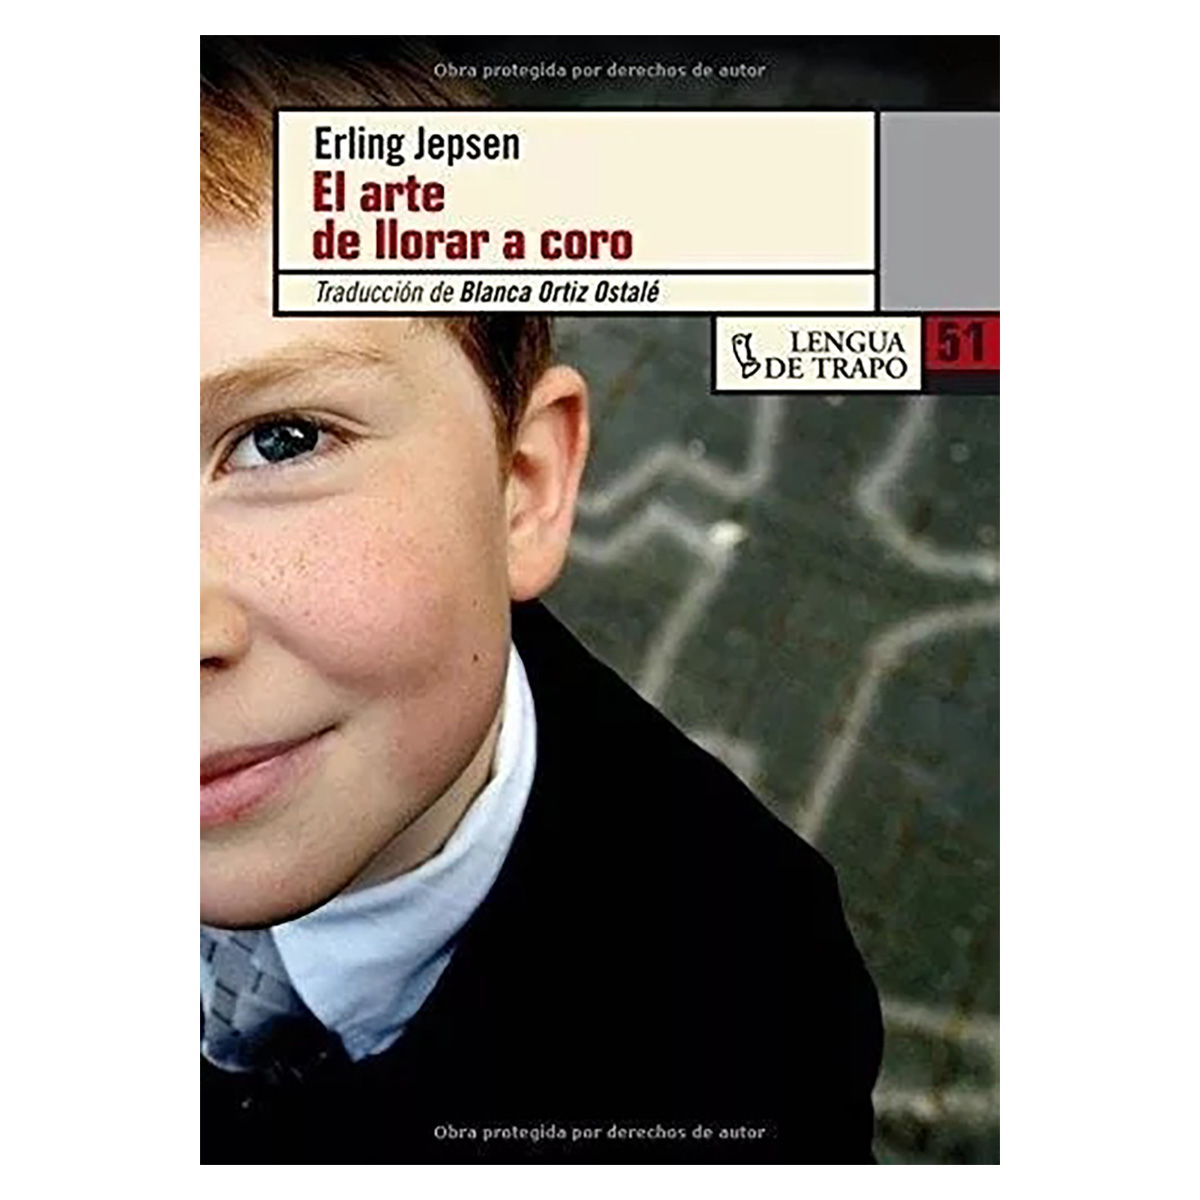 Obra protegida por derechos de autor
Erling Jepsen
El arte
de llorar a coro
Traducción de Blanca Ortiz Ostalé
LENGUA
DE TRAPO
51
Obra protegida por derechos de autor